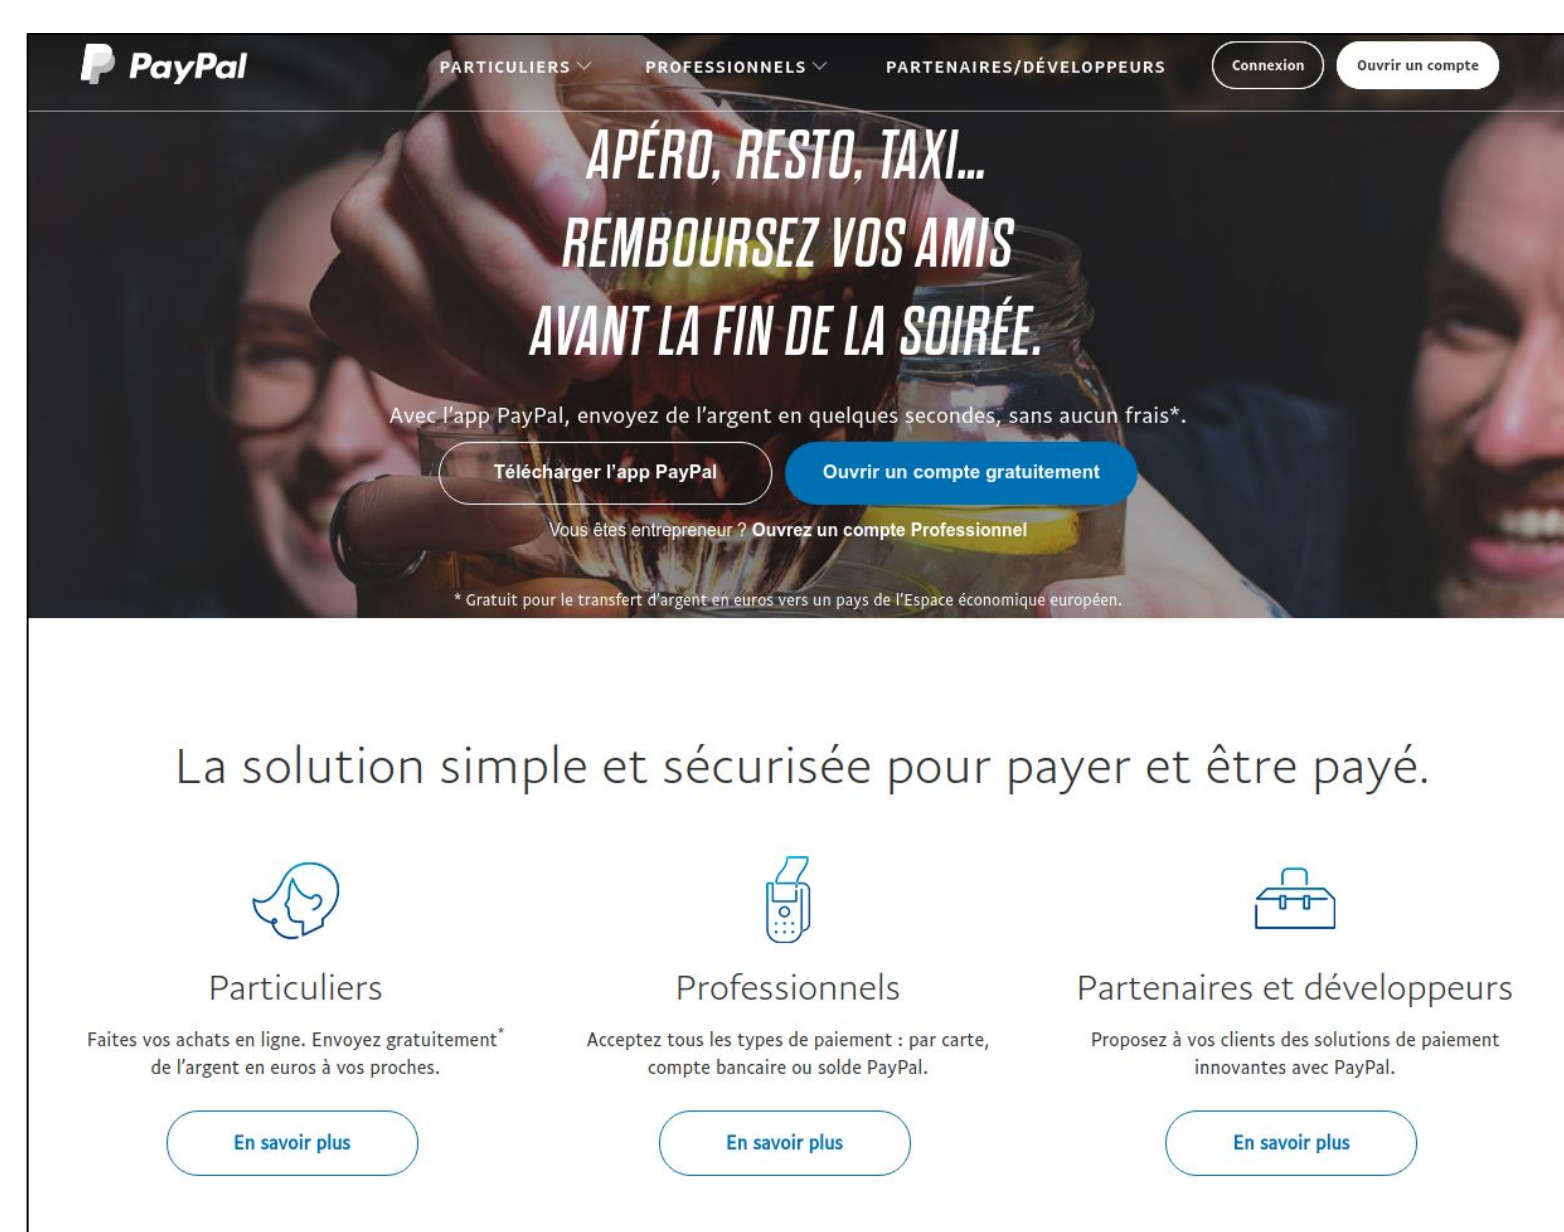 PayPal
PARTICULIERS
PROFESSIONNELS
PARTENAIRES/DÉVELOPPEURS
Connexion
Ouvrir un compte
APÉRO, RESTO, TAXI...
REMBOURSEZ VOS AMIS
AVANT LA FIN DE LA SOIRÉE.
Avec l’app PayPal, envoyez de l’argent en quelques secondes, sans aucun frais*.
Télécharger l’app PayPal
Ouvrir un compte gratuitement
Vous êtes entrepreneur ? Ouvrez un compte Professionnel
* Gratuit pour le transfert d’argent en euros vers un pays de l’Espace économique européen.
La solution simple et sécurisée pour payer et être payé.
Particuliers
Faites vos achats en ligne. Envoyez gratuitement*
de l’argent en euros à vos proches.
En savoir plus
Professionnels
Acceptez tous les types de paiement : par carte,
compte bancaire ou solde PayPal.
En savoir plus
Partenaires et développeurs
Proposez à vos clients des solutions de paiement
innovantes avec PayPal.
En savoir plus